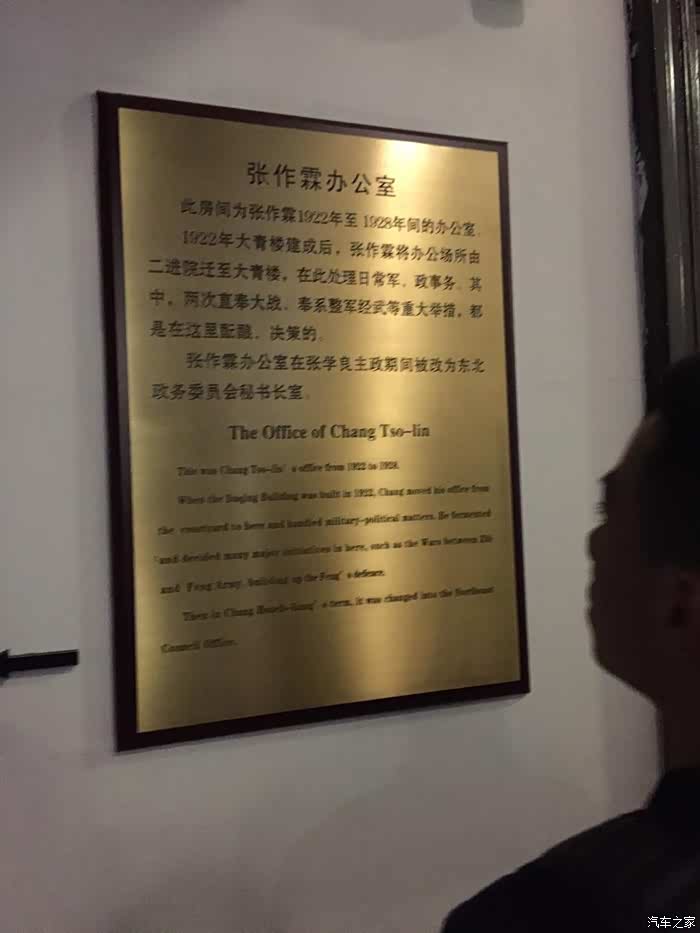 张作霖办公室
此房间为张作霖1922年至1928年间的办公室。
1922年大青楼建成后，张作霖将办公场所由
二进院迁至大青楼，在此处理日常军、政事务。其
中，两次直奉大战、奉系整军经武等重大举措，都
是在这里酝酿、决策的。
张作霖办公室在张学良主政期间被改为东北
政务委员会秘书长室。
The Office of Chang Tso-lin
This was Chang Tso-lin's office from 1922 to 1928.
When the Daqing Building was built in 1922, Chang moved his office from
the courtyard to here and handled military-political matters. He fermented
and decided many major initiatives in here, such as the Wars between Zhi
and Feng Army, building up the Feng's defence.
Then in Chang Hsueh-liang's term, it was changed into the Northeast
Council Office.
汽车之家